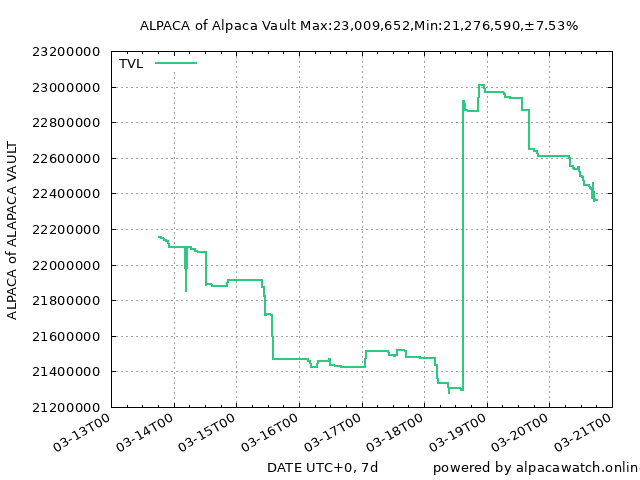 ALPACA of Alpaca Vault Max:23,009,652,Min:21,276,590,±7.53%
TVL
ALPACA of ALAPACA VAULT
23200000
23000000
22800000
22600000
22400000
22200000
22000000
21800000
21600000
21400000
21200000
03-13T00
03-14T00
03-15T00
03-16T00
03-17T00
03-18T00
03-19T00
03-20T00
03-21T00
DATE UTC+0, 7d
powered by alpacawatch.onlin